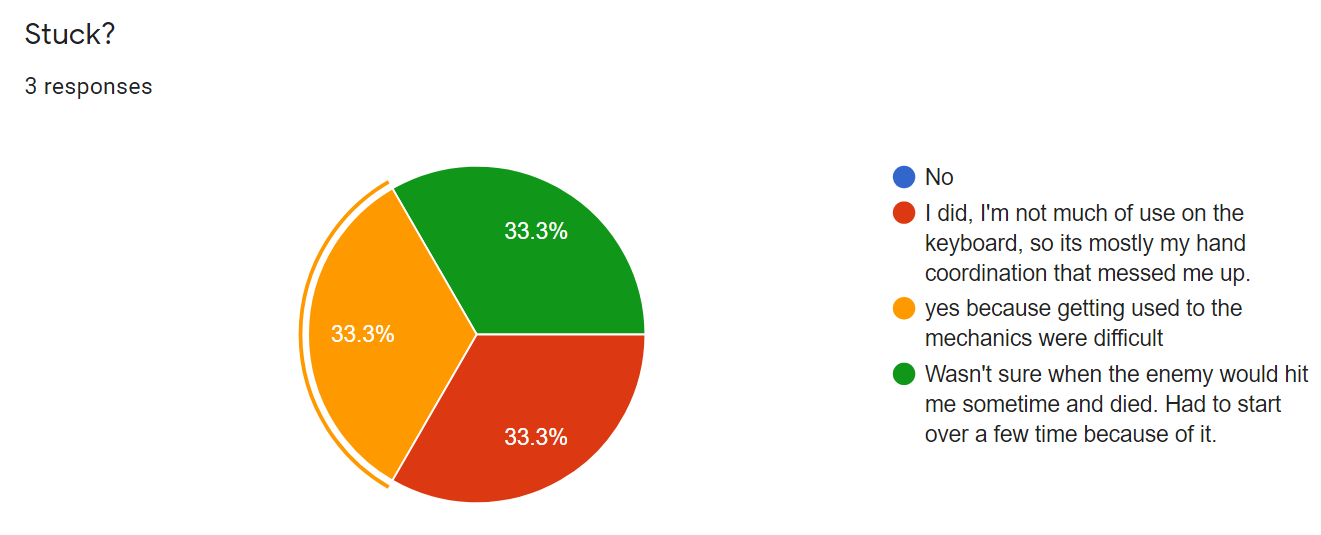 Stuck?
3 responses
33.3%
33.3%
33.3%
No
I did, I'm not much of use on the
keyboard, so its mostly my hand
coordination that messed me up.
yes because getting used to the
mechanics were difficult
Wasn't sure when the enemy would hit
me sometime and died. Had to start
over a few time because of it.